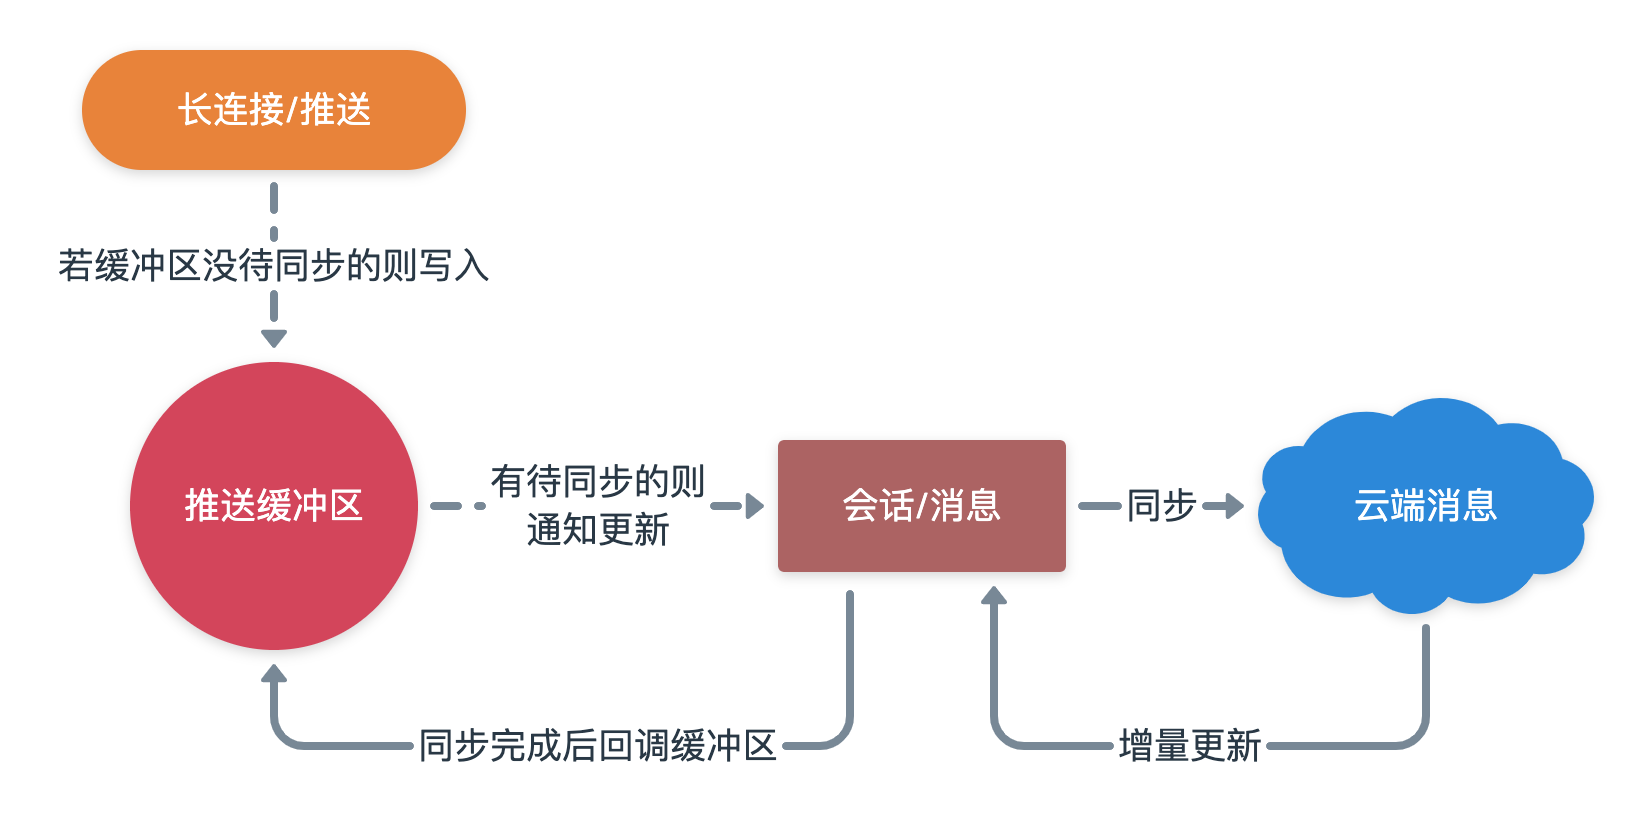 长连接/推送
若缓冲区没待同步的则写入
推送缓冲区
有待同步的则
通知更新
会话/消息
同步
云端消息
同步完成后回调缓冲区
增量更新